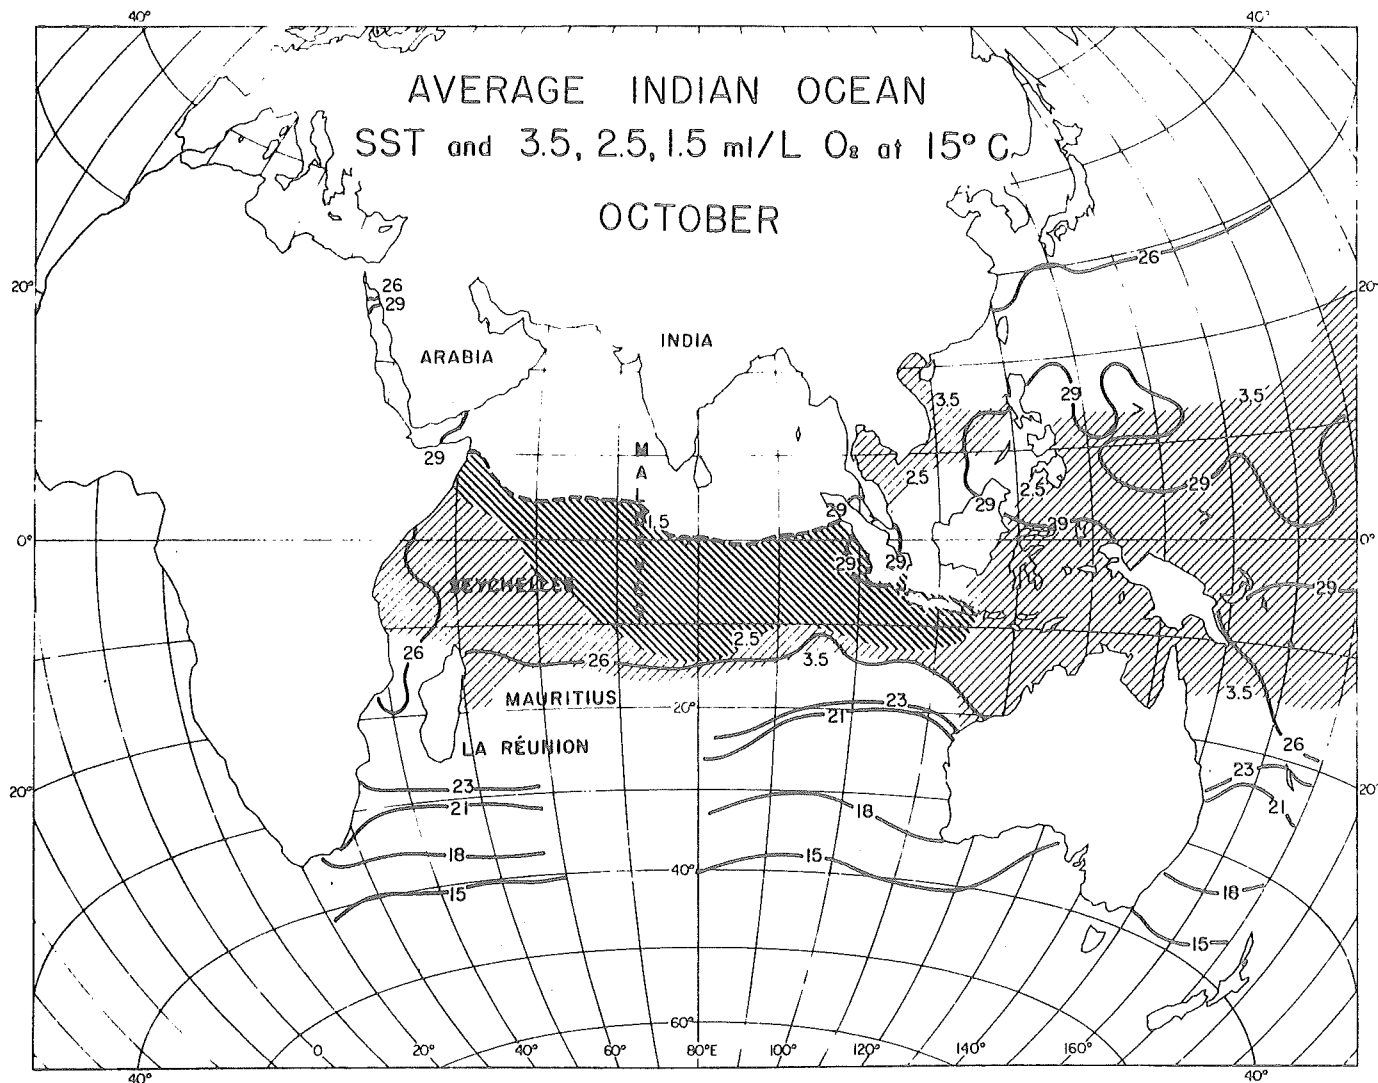 40° 40°
AVERAGE INDIAN OCEAN
SST and 3.5, 2.5, 1.5 ml/L O₂ at 15° C
OCTOBER
26
26
20° 29 20°
INDIA
ARABIA
3.5 29 3.5
29
M
A
L
2.5 29 2.5
29 29
1.5
0° 29 29 29 0°
SEYCHELLES
29
26 2.5
26 3.5
MAURITIUS 3.5
20° 23
21
LA RÉUNION 26
23 23
20° 21 20°
21
18
18 15
15 40° 18
15
60°
0 20° 40° 60° 80°E 100° 120° 140° 160°
40° 40°